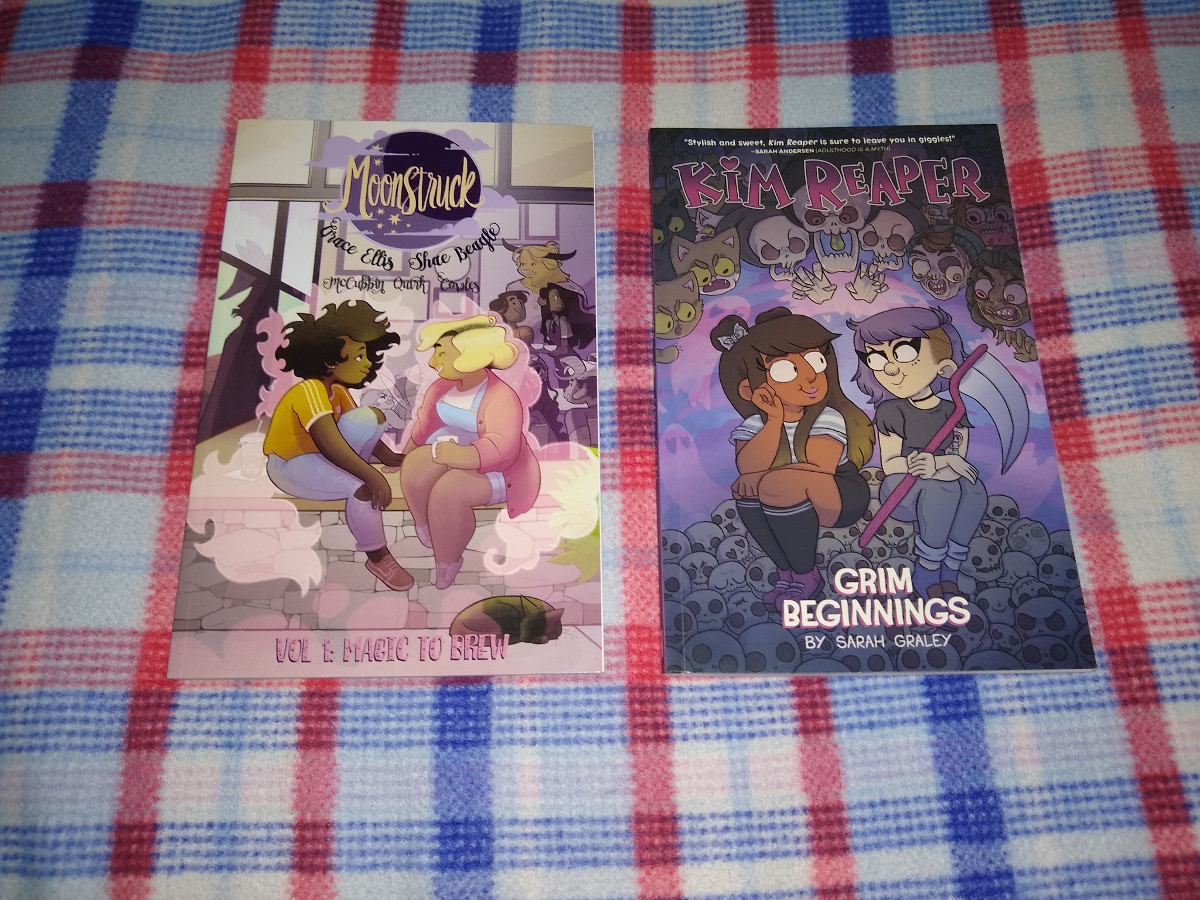 Moonstruck
Grace Ellis Shae Beagle
McCubbin Quirk Cowles
VOL 1: MAGIC TO BREW
"Stylish and sweet, Kim Reaper is sure to leave you in giggles!"
–SARAH ANDERSEN (ADULTHOOD IS A MYTH)
KIM REAPER
GRIM
BEGINNINGS
BY SARAH GRALEY